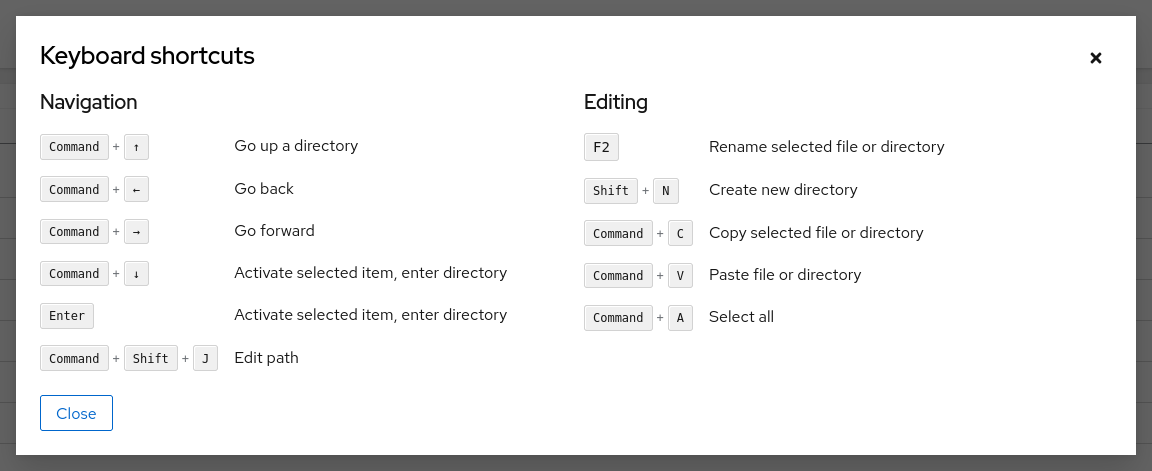 Keyboard shortcuts
×
Navigation
Command + ↑ Go up a directory
Command + ← Go back
Command + → Go forward
Command + ↓ Activate selected item, enter directory
Enter Activate selected item, enter directory
Command + Shift + J Edit path
Editing
F2 Rename selected file or directory
Shift + N Create new directory
Command + C Copy selected file or directory
Command + V Paste file or directory
Command + A Select all
Close